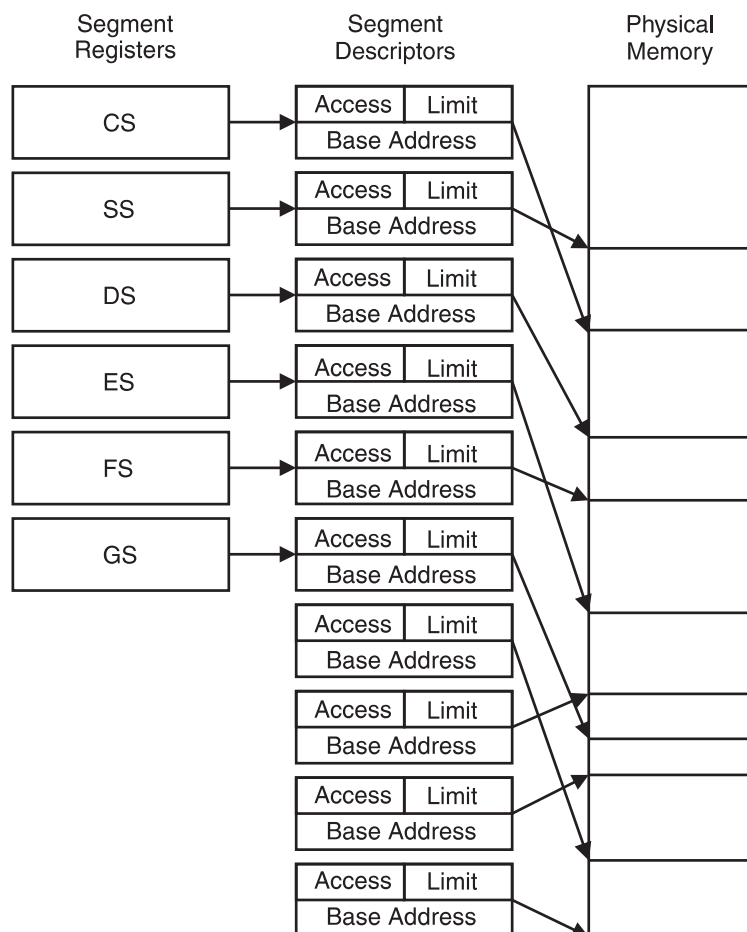 Segment
Registers
Segment
Descriptors
Physical
Memory
CS
Access Limit
Base Address
SS
Access Limit
Base Address
DS
Access Limit
Base Address
ES
Access Limit
Base Address
FS
Access Limit
Base Address
GS
Access Limit
Base Address
Access Limit
Base Address
Access Limit
Base Address
Access Limit
Base Address
Access Limit
Base Address